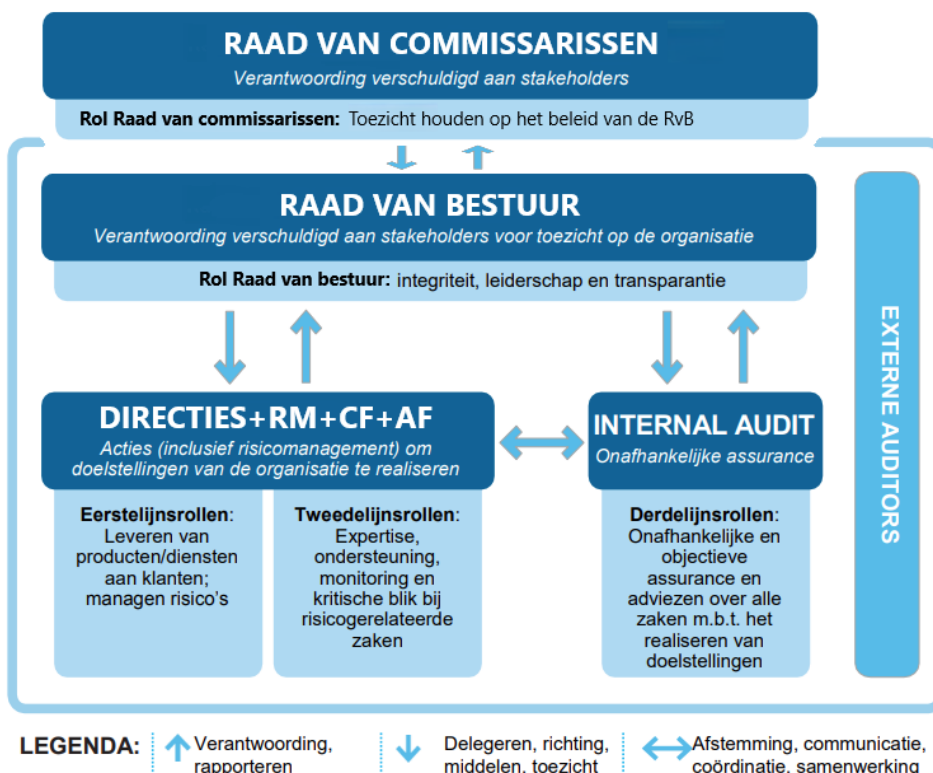 RAAD VAN COMMISSARISSEN
Verantwoording verschuldigd aan stakeholders
Rol Raad van commissarissen: Toezicht houden op het beleid van de RvB
RAAD VAN BESTUUR
Verantwoording verschuldigd aan stakeholders voor toezicht op de organisatie
Rol Raad van bestuur: integriteit, leiderschap en transparantie
DIRECTIES+RM+CF+AF
Acties (inclusief risicomanagement) om
doelstellingen van de organisatie te realiseren
Eerstelijnsrollen:
Leveren van
producten/diensten
aan klanten;
managen risico's
Tweedelijnsrollen:
Expertise,
ondersteuning,
monitoring en
kritische blik bij
risicogerelateerde
zaken
INTERNAL AUDIT
Onafhankelijke assurance
Derdelijnsrollen:
Onafhankelijke en
objectieve
assurance en
adviezen over alle
zaken m.b.t. het
realiseren van
doelstellingen
EXTERNE AUDITORS
LEGENDA:
Verantwoording,
rapporteren
Delegeren, richting,
middelen, toezicht
Afstemming, communicatie,
coördinatie, samenwerking